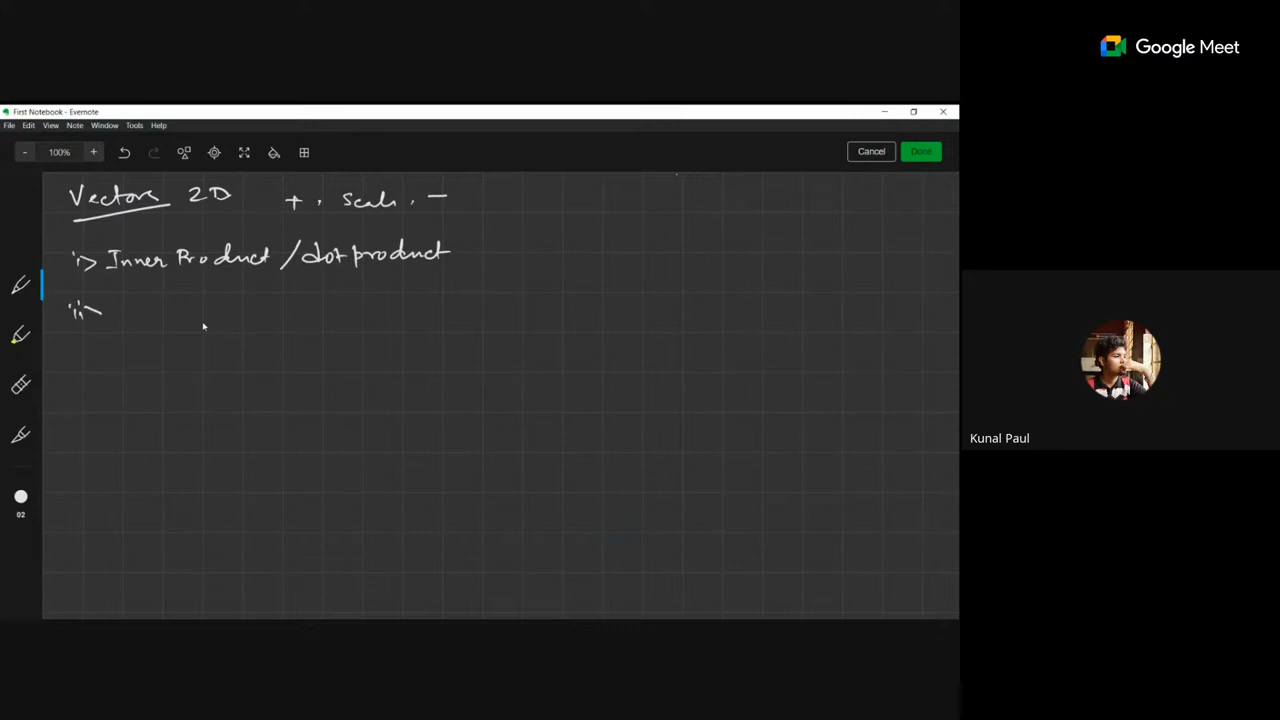 Google Meet
First Notebook - Evernote
File Edit View Note Window Tools Help
- 100% +
Cancel Done
Vectors 2D + , Scale , −
i> Inner Product / dot product
ii
02
Kunal Paul